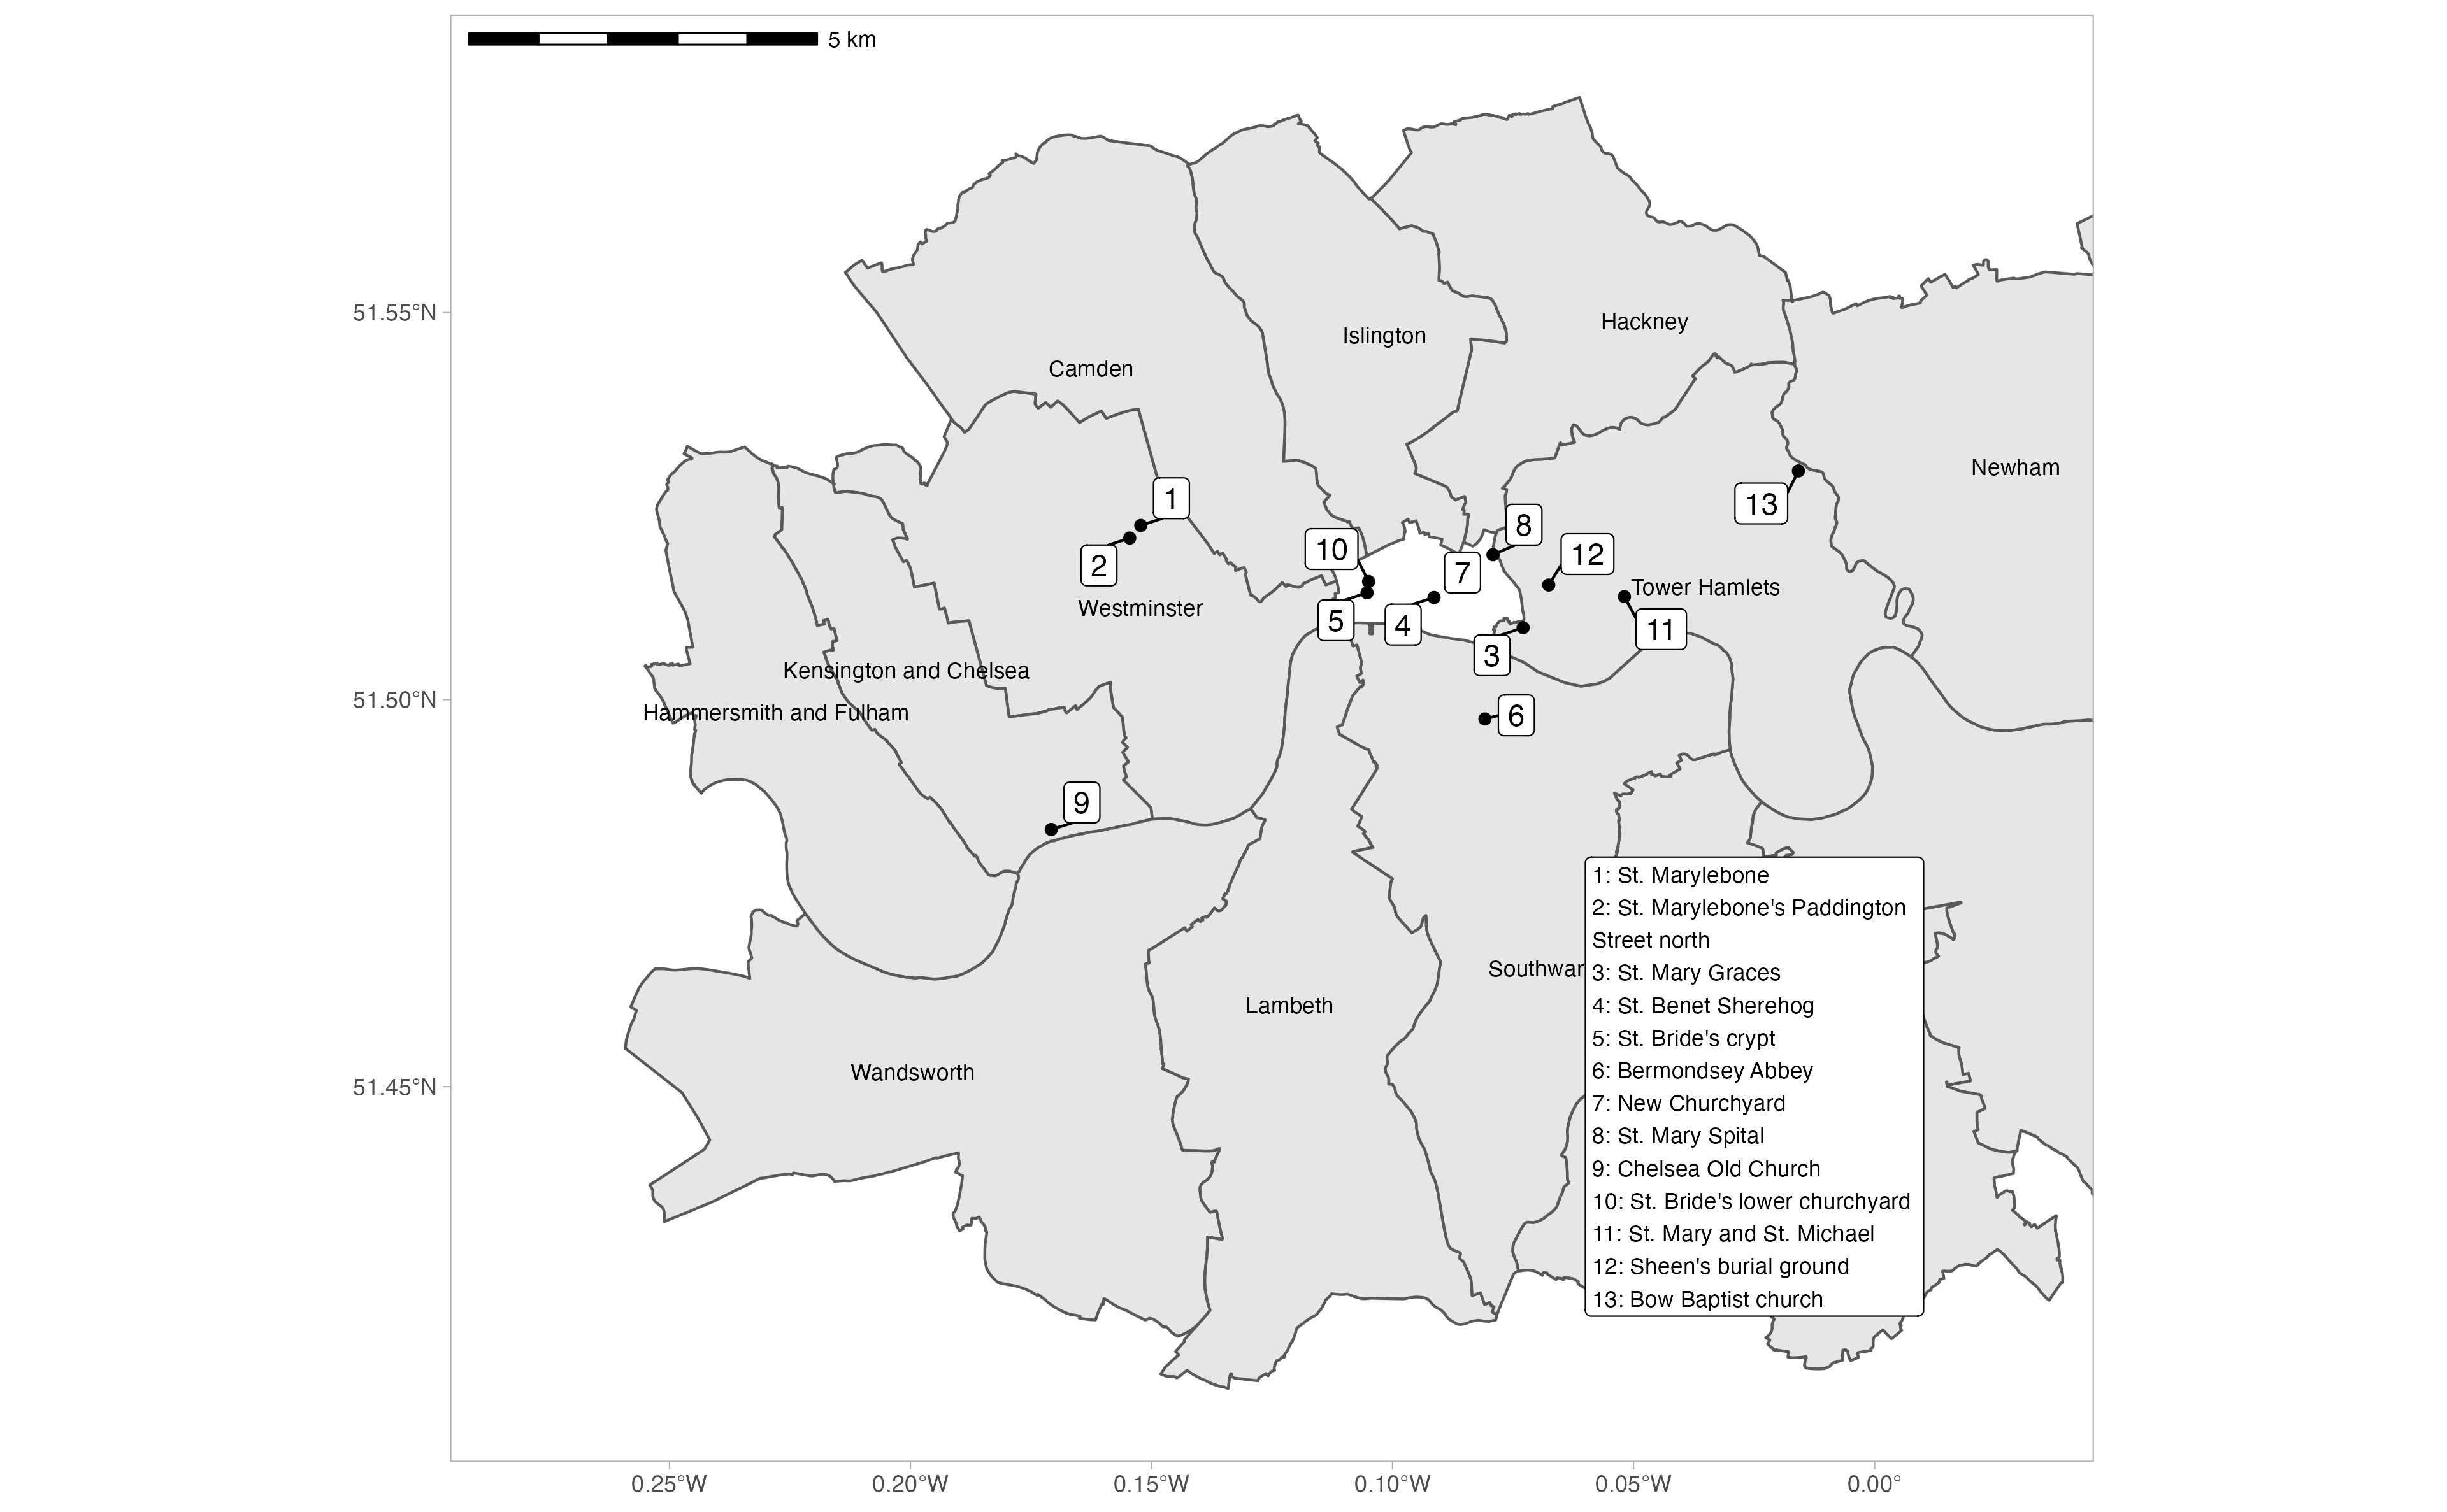 5 km
51.55°N
51.50°N
51.45°N
Islington
Hackney
Camden
Newham
1
13
8
10
12
2
7
Tower Hamlets
Westminster
5
4
11
3
Kensington and Chelsea
Hammersmith and Fulham
6
9
Southwar
Lambeth
Wandsworth
1: St. Marylebone
2: St. Marylebone's Paddington
Street north
3: St. Mary Graces
4: St. Benet Sherehog
5: St. Bride's crypt
6: Bermondsey Abbey
7: New Churchyard
8: St. Mary Spital
9: Chelsea Old Church
10: St. Bride's lower churchyard
11: St. Mary and St. Michael
12: Sheen's burial ground
13: Bow Baptist church
0.25°W
0.20°W
0.15°W
0.10°W
0.05°W
0.00°